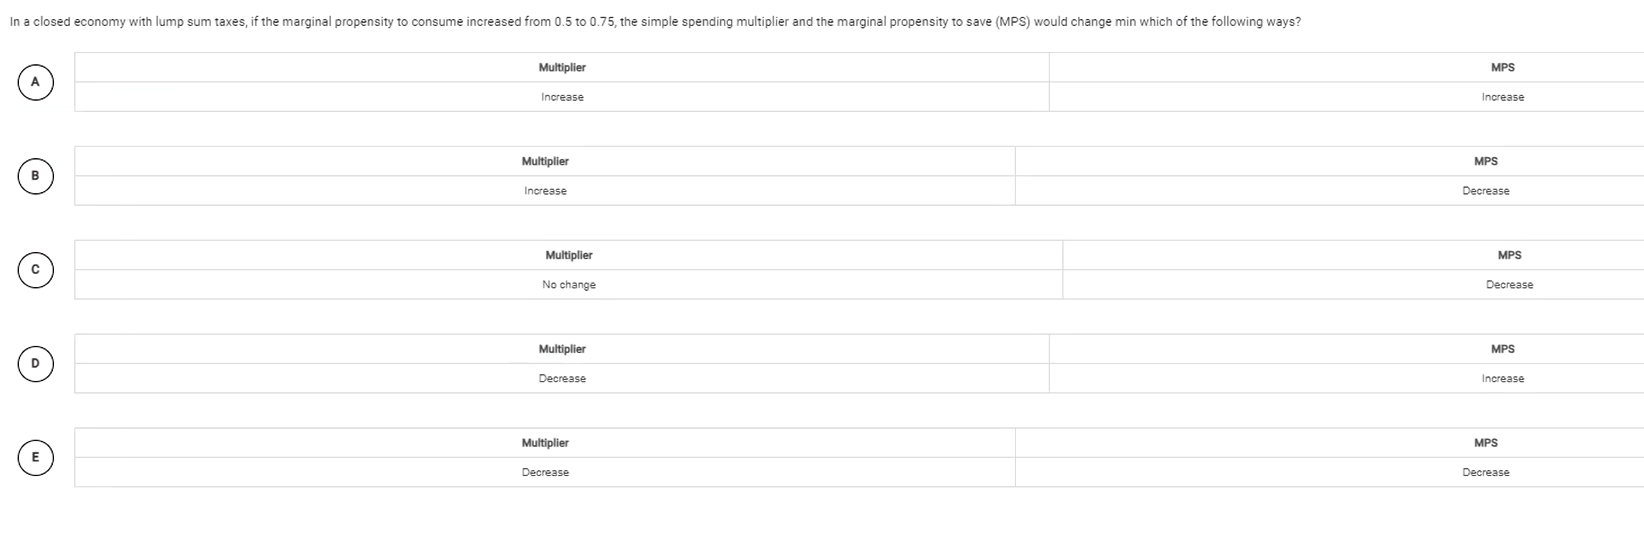 In a closed economy with lump sum taxes, if the marginal propensity to consume increased from 0.5 to 0.75, the simple spending multiplier and the marginal propensity to save (MPS) would change min which of the following ways?
A
Multiplier MPS
Increase Increase
B
Multiplier MPS
Increase Decrease
C
Multiplier MPS
No change Decrease
D
Multiplier MPS
Decrease Increase
E
Multiplier MPS
Decrease Decrease